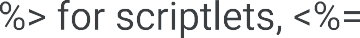 %> for scriptlets, <%=